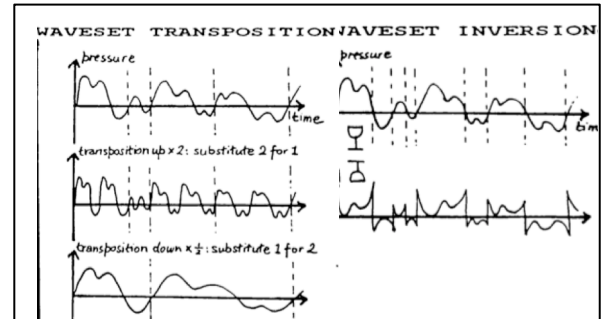 WAVESET TRANSPOSITION
pressure
time
transposition up x2: substitute 2 for 1
transposition down x ½: substitute 1 for 2
WAVESET INVERSION
pressure
tim